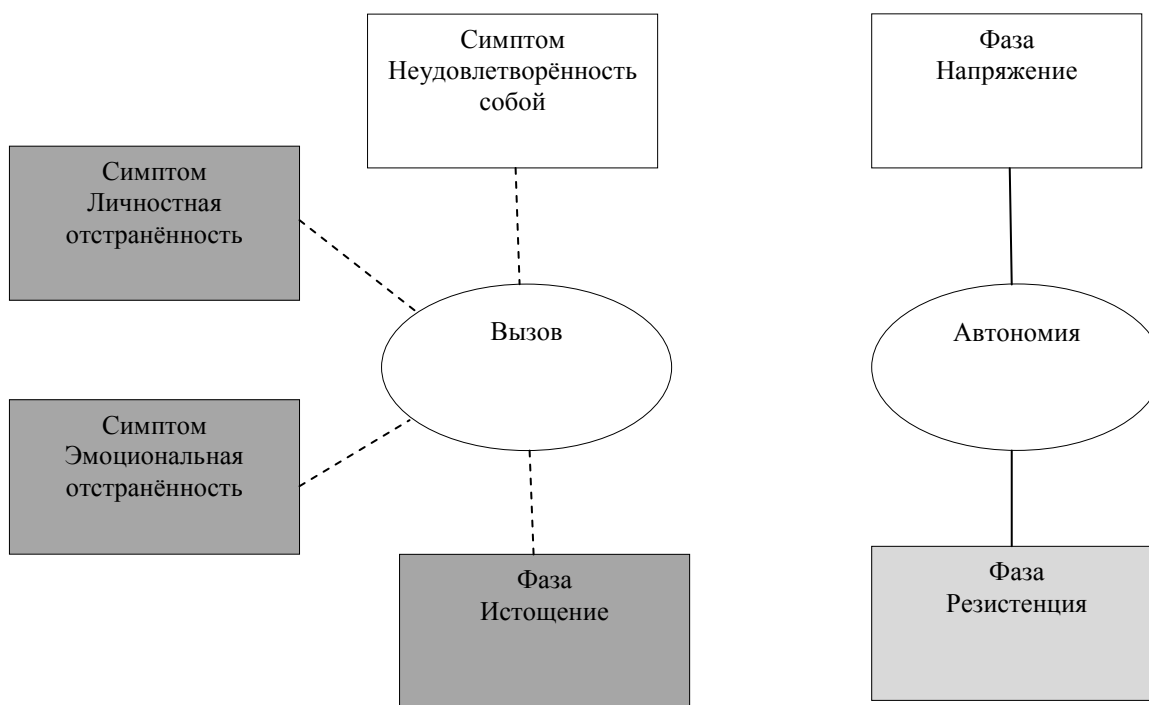 Симптом
Неудовлетворённость
собой
Фаза
Напряжение
Симптом
Личностная
отстранённость
Вызов
Автономия
Симптом
Эмоциональная
отстранённость
Фаза
Истощение
Фаза
Резистенция